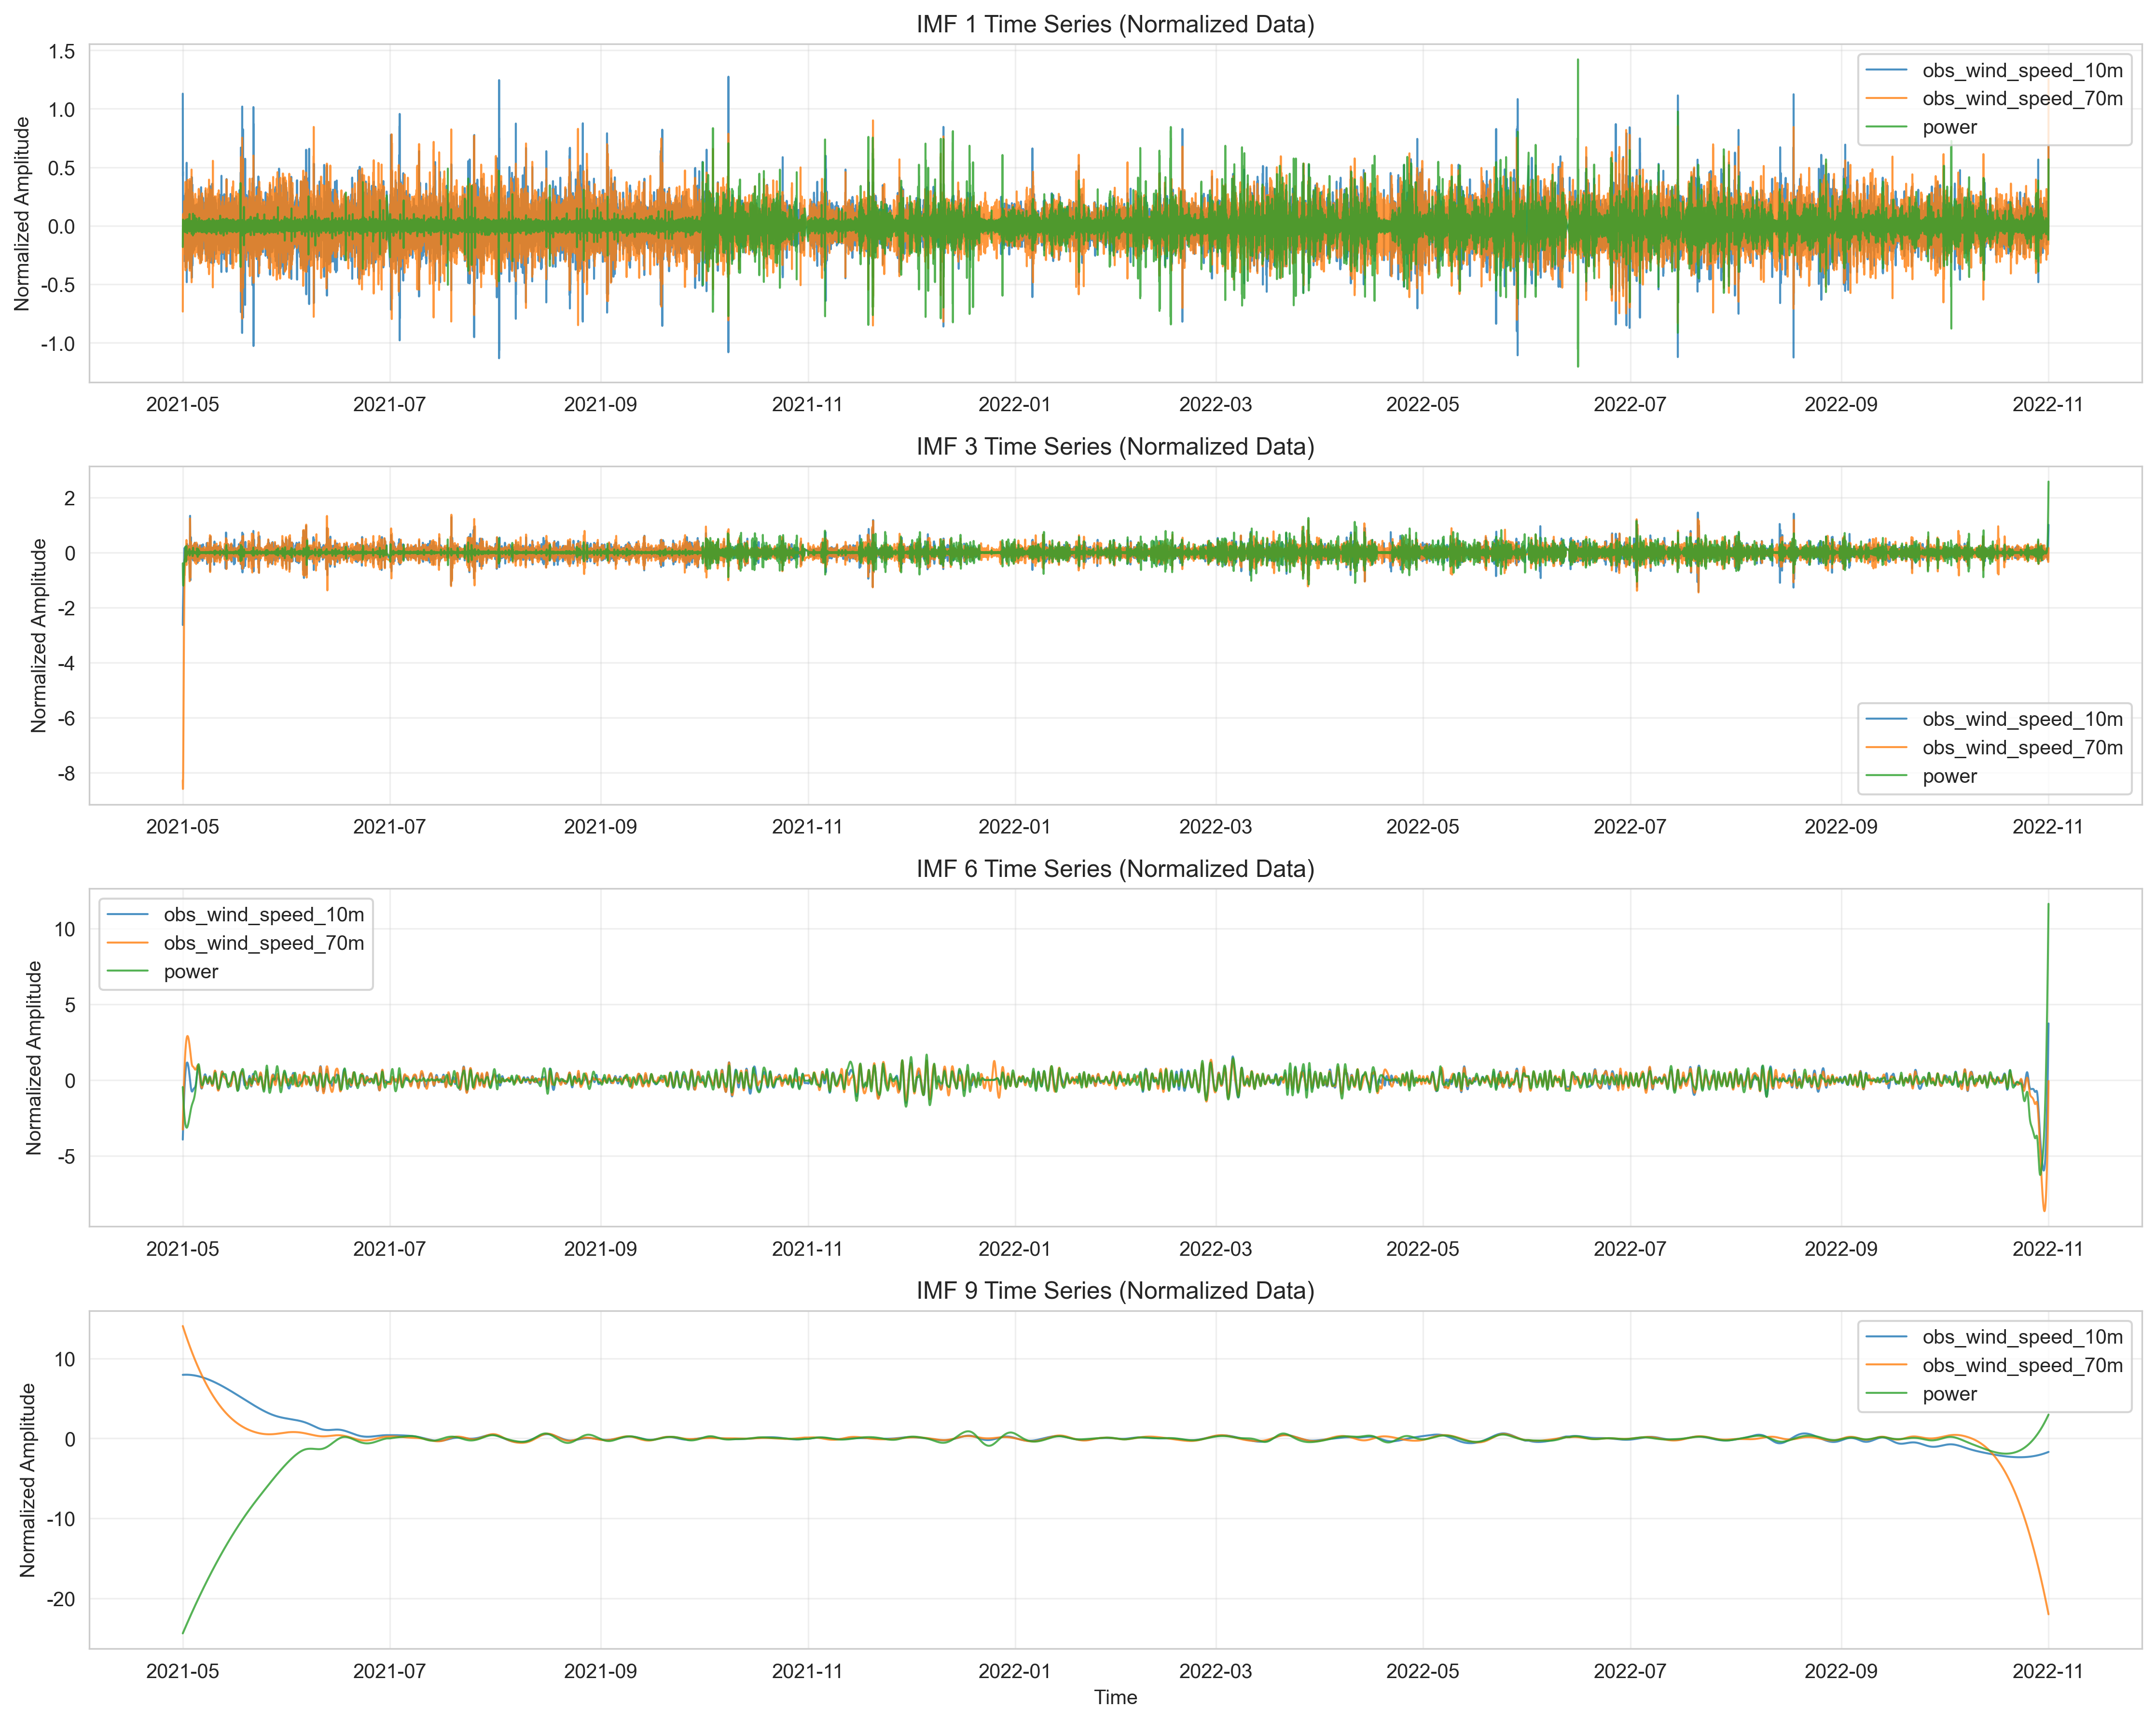 IMF 1 Time Series (Normalized Data)
Normalized Amplitude
1.5
1.0
0.5
0.0
-0.5
-1.0
obs_wind_speed_10m
obs_wind_speed_70m
power
2021-05 2021-07 2021-09 2021-11 2022-01 2022-03 2022-05 2022-07 2022-09 2022-11
IMF 3 Time Series (Normalized Data)
Normalized Amplitude
2
0
-2
-4
-6
-8
obs_wind_speed_10m
obs_wind_speed_70m
power
2021-05 2021-07 2021-09 2021-11 2022-01 2022-03 2022-05 2022-07 2022-09 2022-11
IMF 6 Time Series (Normalized Data)
Normalized Amplitude
10
5
0
-5
obs_wind_speed_10m
obs_wind_speed_70m
power
2021-05 2021-07 2021-09 2021-11 2022-01 2022-03 2022-05 2022-07 2022-09 2022-11
IMF 9 Time Series (Normalized Data)
Normalized Amplitude
10
0
-10
-20
obs_wind_speed_10m
obs_wind_speed_70m
power
2021-05 2021-07 2021-09 2021-11 2022-01 2022-03 2022-05 2022-07 2022-09 2022-11
Time